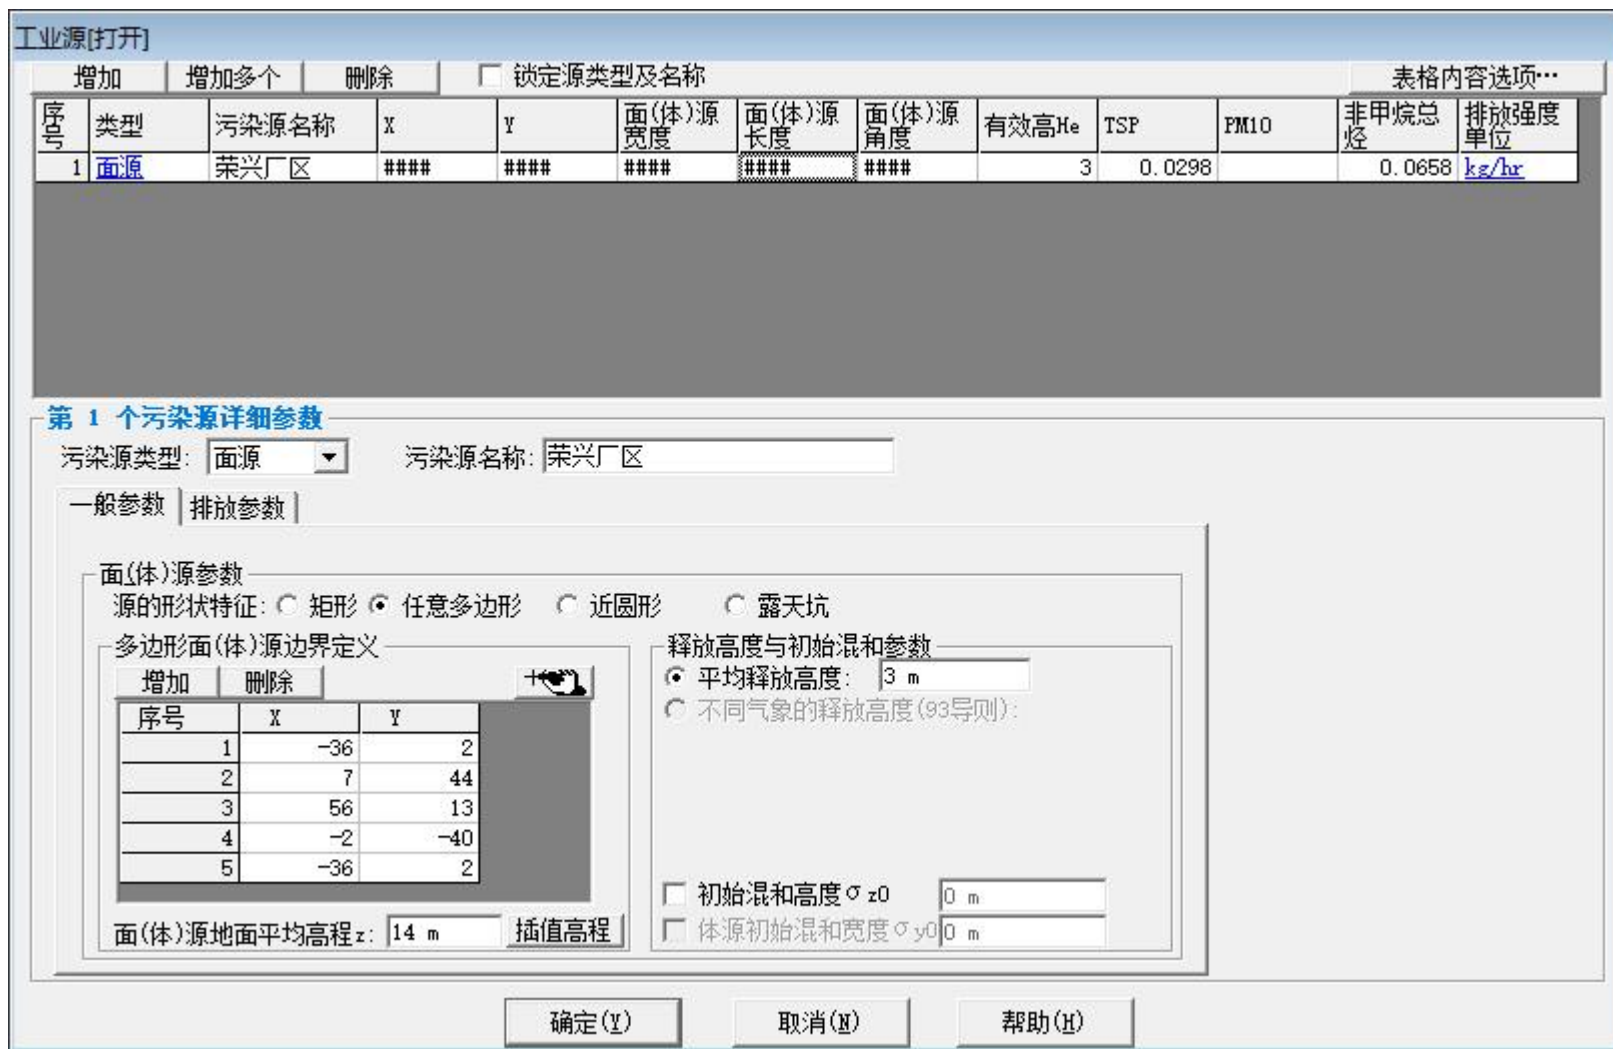 工业源[打开]
增加 增加多个 删除 锁定源类型及名称 表格内容选项…
序号 类型 污染源名称 X Y 面(体)源宽度 面(体)源长度 面(体)源角度 有效高He TSP PM10 非甲烷总烃 排放强度单位
1 面源 荣兴厂区 #### #### #### #### #### 3 0.0298 0.0658 kg/hr
第 1 个污染源详细参数
污染源类型: 面源 污染源名称: 荣兴厂区
一般参数 排放参数
面(体)源参数
源的形状特征: 矩形 任意多边形 近圆形 露天坑
多边形面(体)源边界定义 释放高度与初始混和参数
增加 删除 平均释放高度: 3 m
序号 X Y 不同气象的释放高度(93导则):
1 -36 2
2 7 44
3 56 13
4 -2 -40
5 -36 2
初始混和高度σz0 0 m
面(体)源地面平均高程z: 14 m 插值高程 体源初始混和宽度σy0 0 m
确定(Y) 取消(N) 帮助(H)